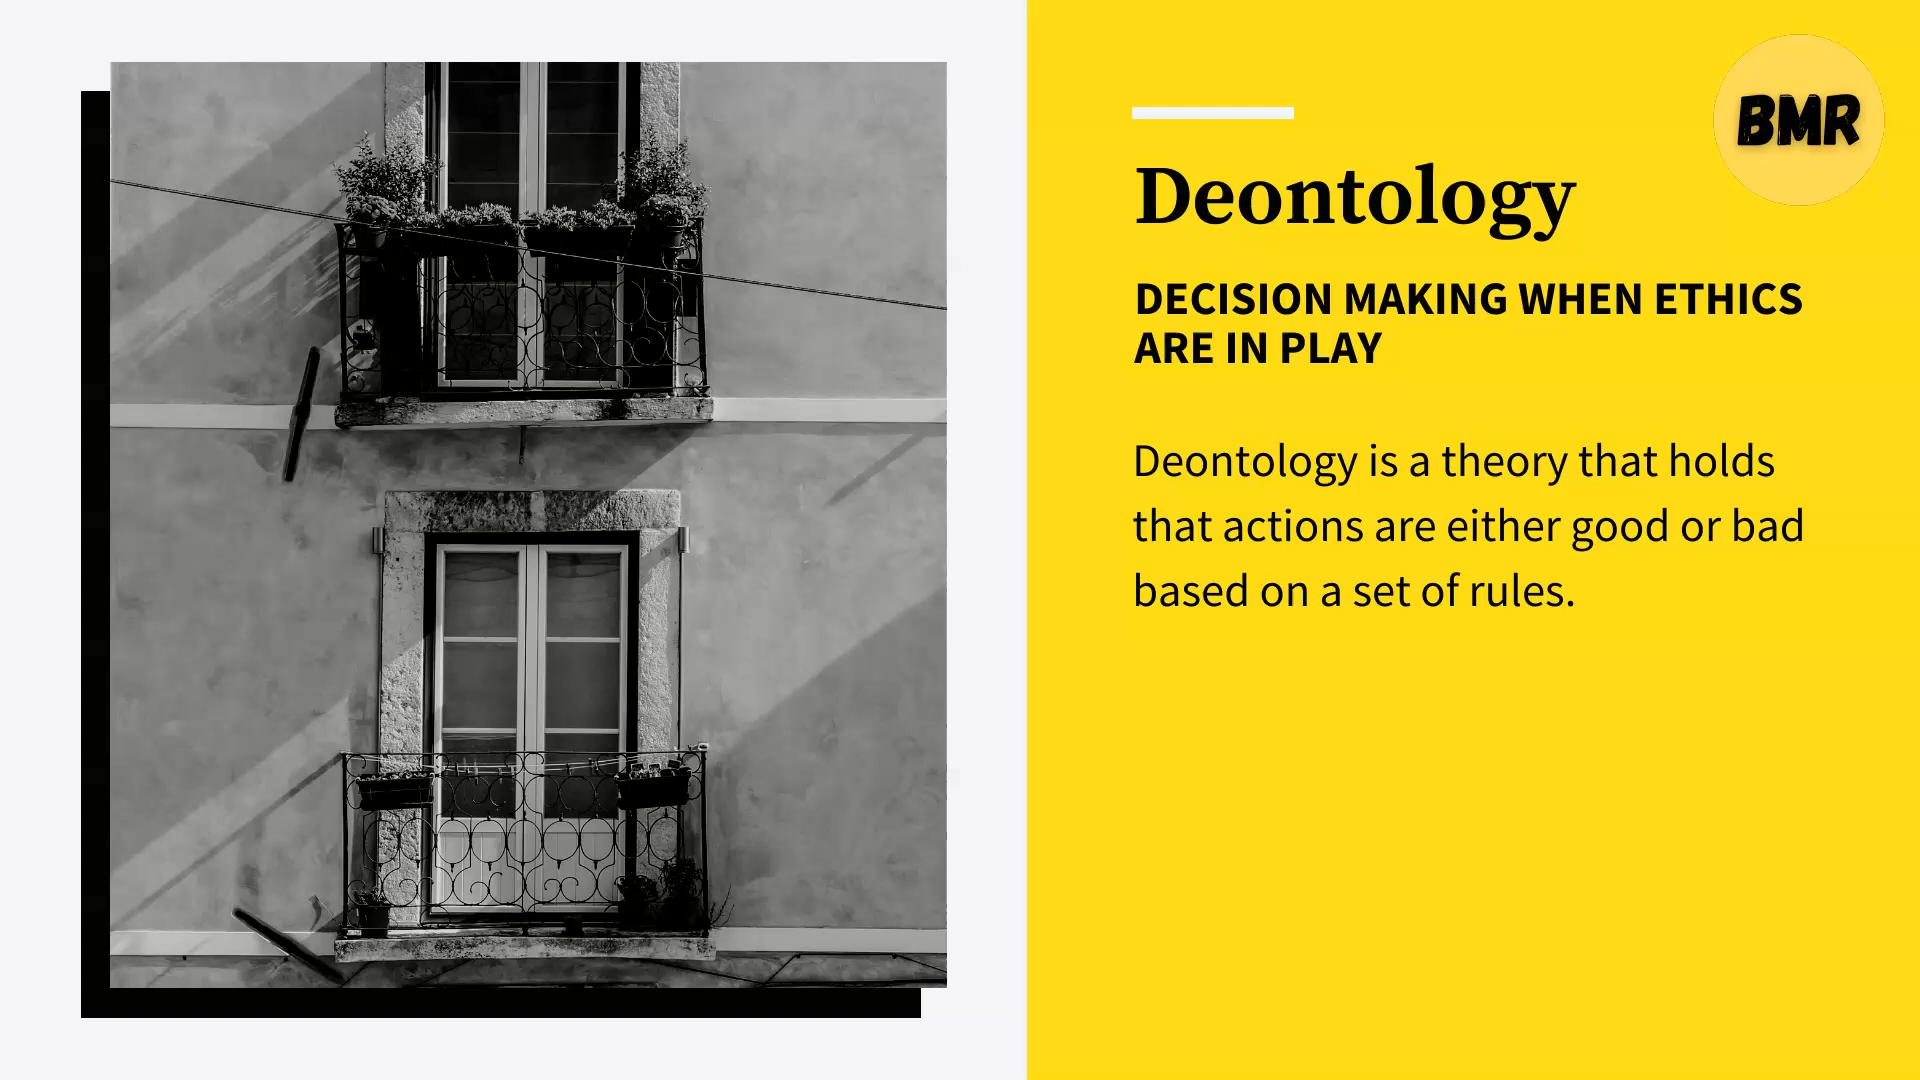 BMR
Deontology
DECISION MAKING WHEN ETHICS
ARE IN PLAY
Deontology is a theory that holds
that actions are either good or bad
based on a set of rules.